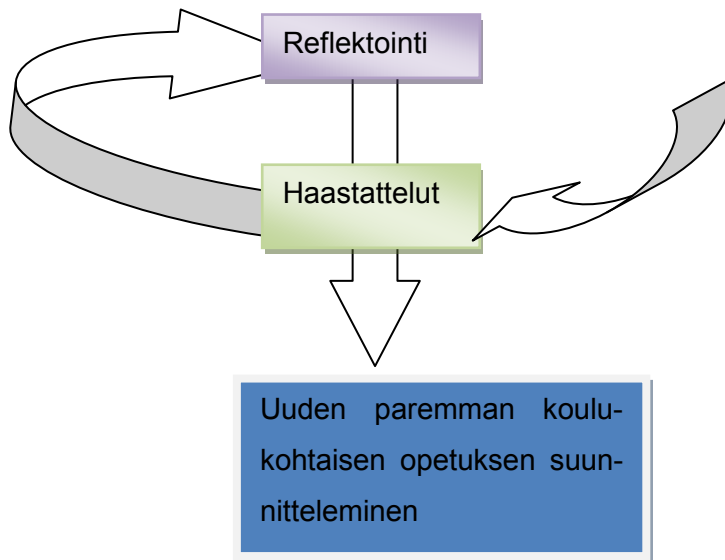 Reflektointi
Haastattelut
Uuden paremman koulu-
kohtaisen opetuksen suun-
nitteleminen